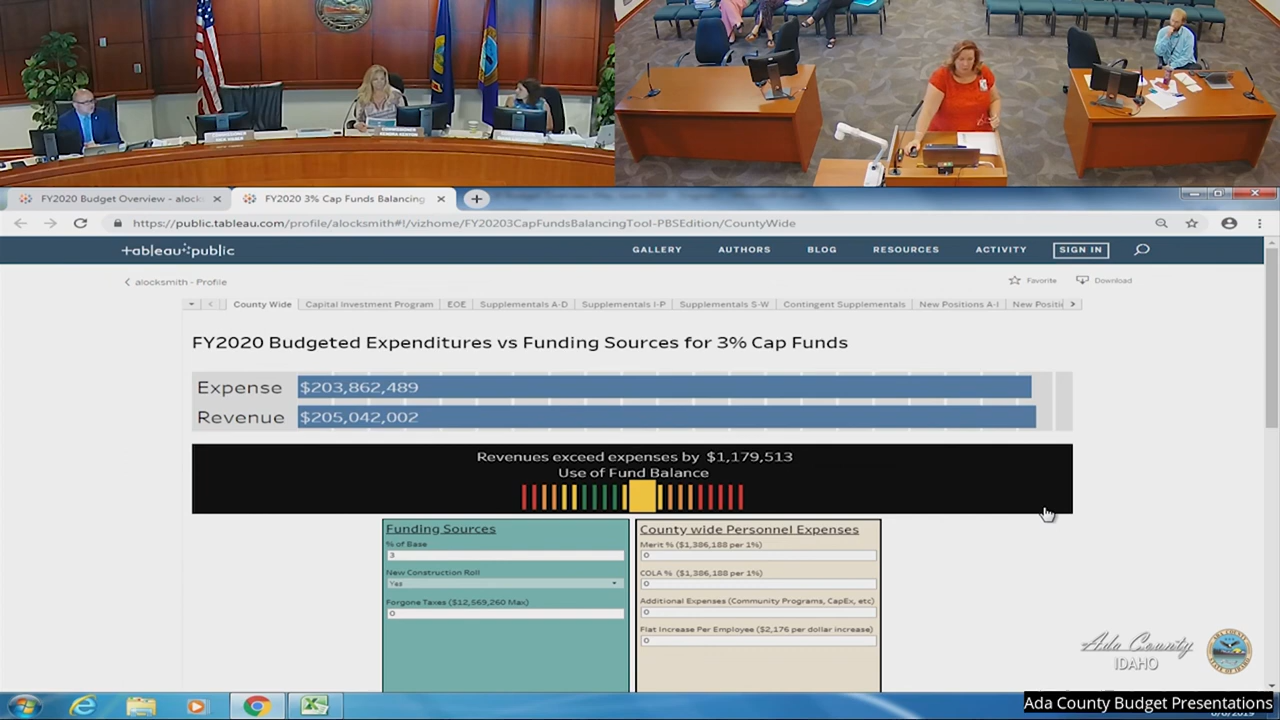 FY2020 Budget Overview - alock
FY2020 3% Cap Funds Balancing
https://public.tableau.com/profile/alocksmith#!/vizhome/FY20203CapFundsBalancingTool-PBSEdition/CountyWide
+ableau+public
GALLERY AUTHORS BLOG RESOURCES ACTIVITY SIGN IN
alocksmith - Profile
Favorite Download
County Wide Capital Investment Program EOE Supplementals A-D Supplementals I-P Supplementals S-W Contingent Supplementals New Positions A-I New Positi
FY2020 Budgeted Expenditures vs Funding Sources for 3% Cap Funds
Expense $203,862,489
Revenue $205,042,002
Revenues exceed expenses by $1,179,513
Use of Fund Balance
Funding Sources
% of Base
3
New Construction Roll
Yes
Forgone Taxes ($12,569,260 Max)
0
County wide Personnel Expenses
Merit % ($1,386,188 per 1%)
0
COLA % ($1,386,188 per 1%)
0
Additional Expenses (Community Programs, CapEx, etc)
0
Flat Increase Per Employee ($2,176 per dollar increase)
0
Ada County
IDAHO
Ada County Budget Presentations